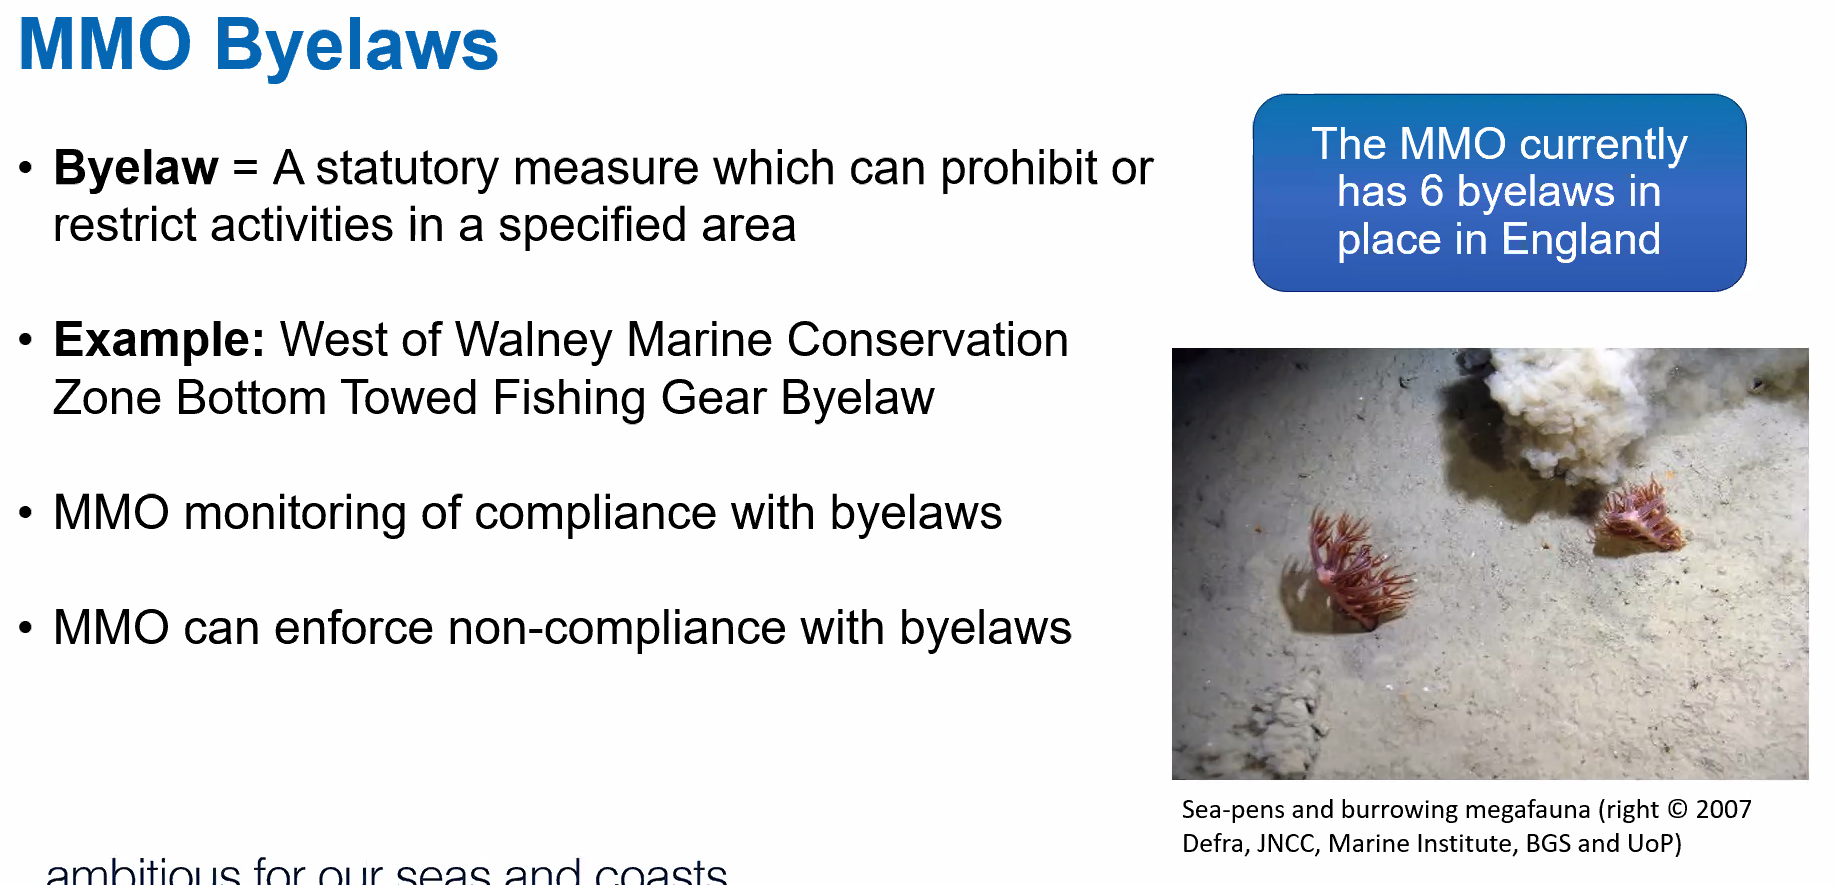 MMO Byelaws
• Byelaw = A statutory measure which can prohibit or
restrict activities in a specified area
• Example: West of Walney Marine Conservation
Zone Bottom Towed Fishing Gear Byelaw
• MMO monitoring of compliance with byelaws
• MMO can enforce non-compliance with byelaws
The MMO currently
has 6 byelaws in
place in England
Sea-pens and burrowing megafauna (right © 2007
Defra, JNCC, Marine Institute, BGS and UoP)
ambitious for our seas and coasts